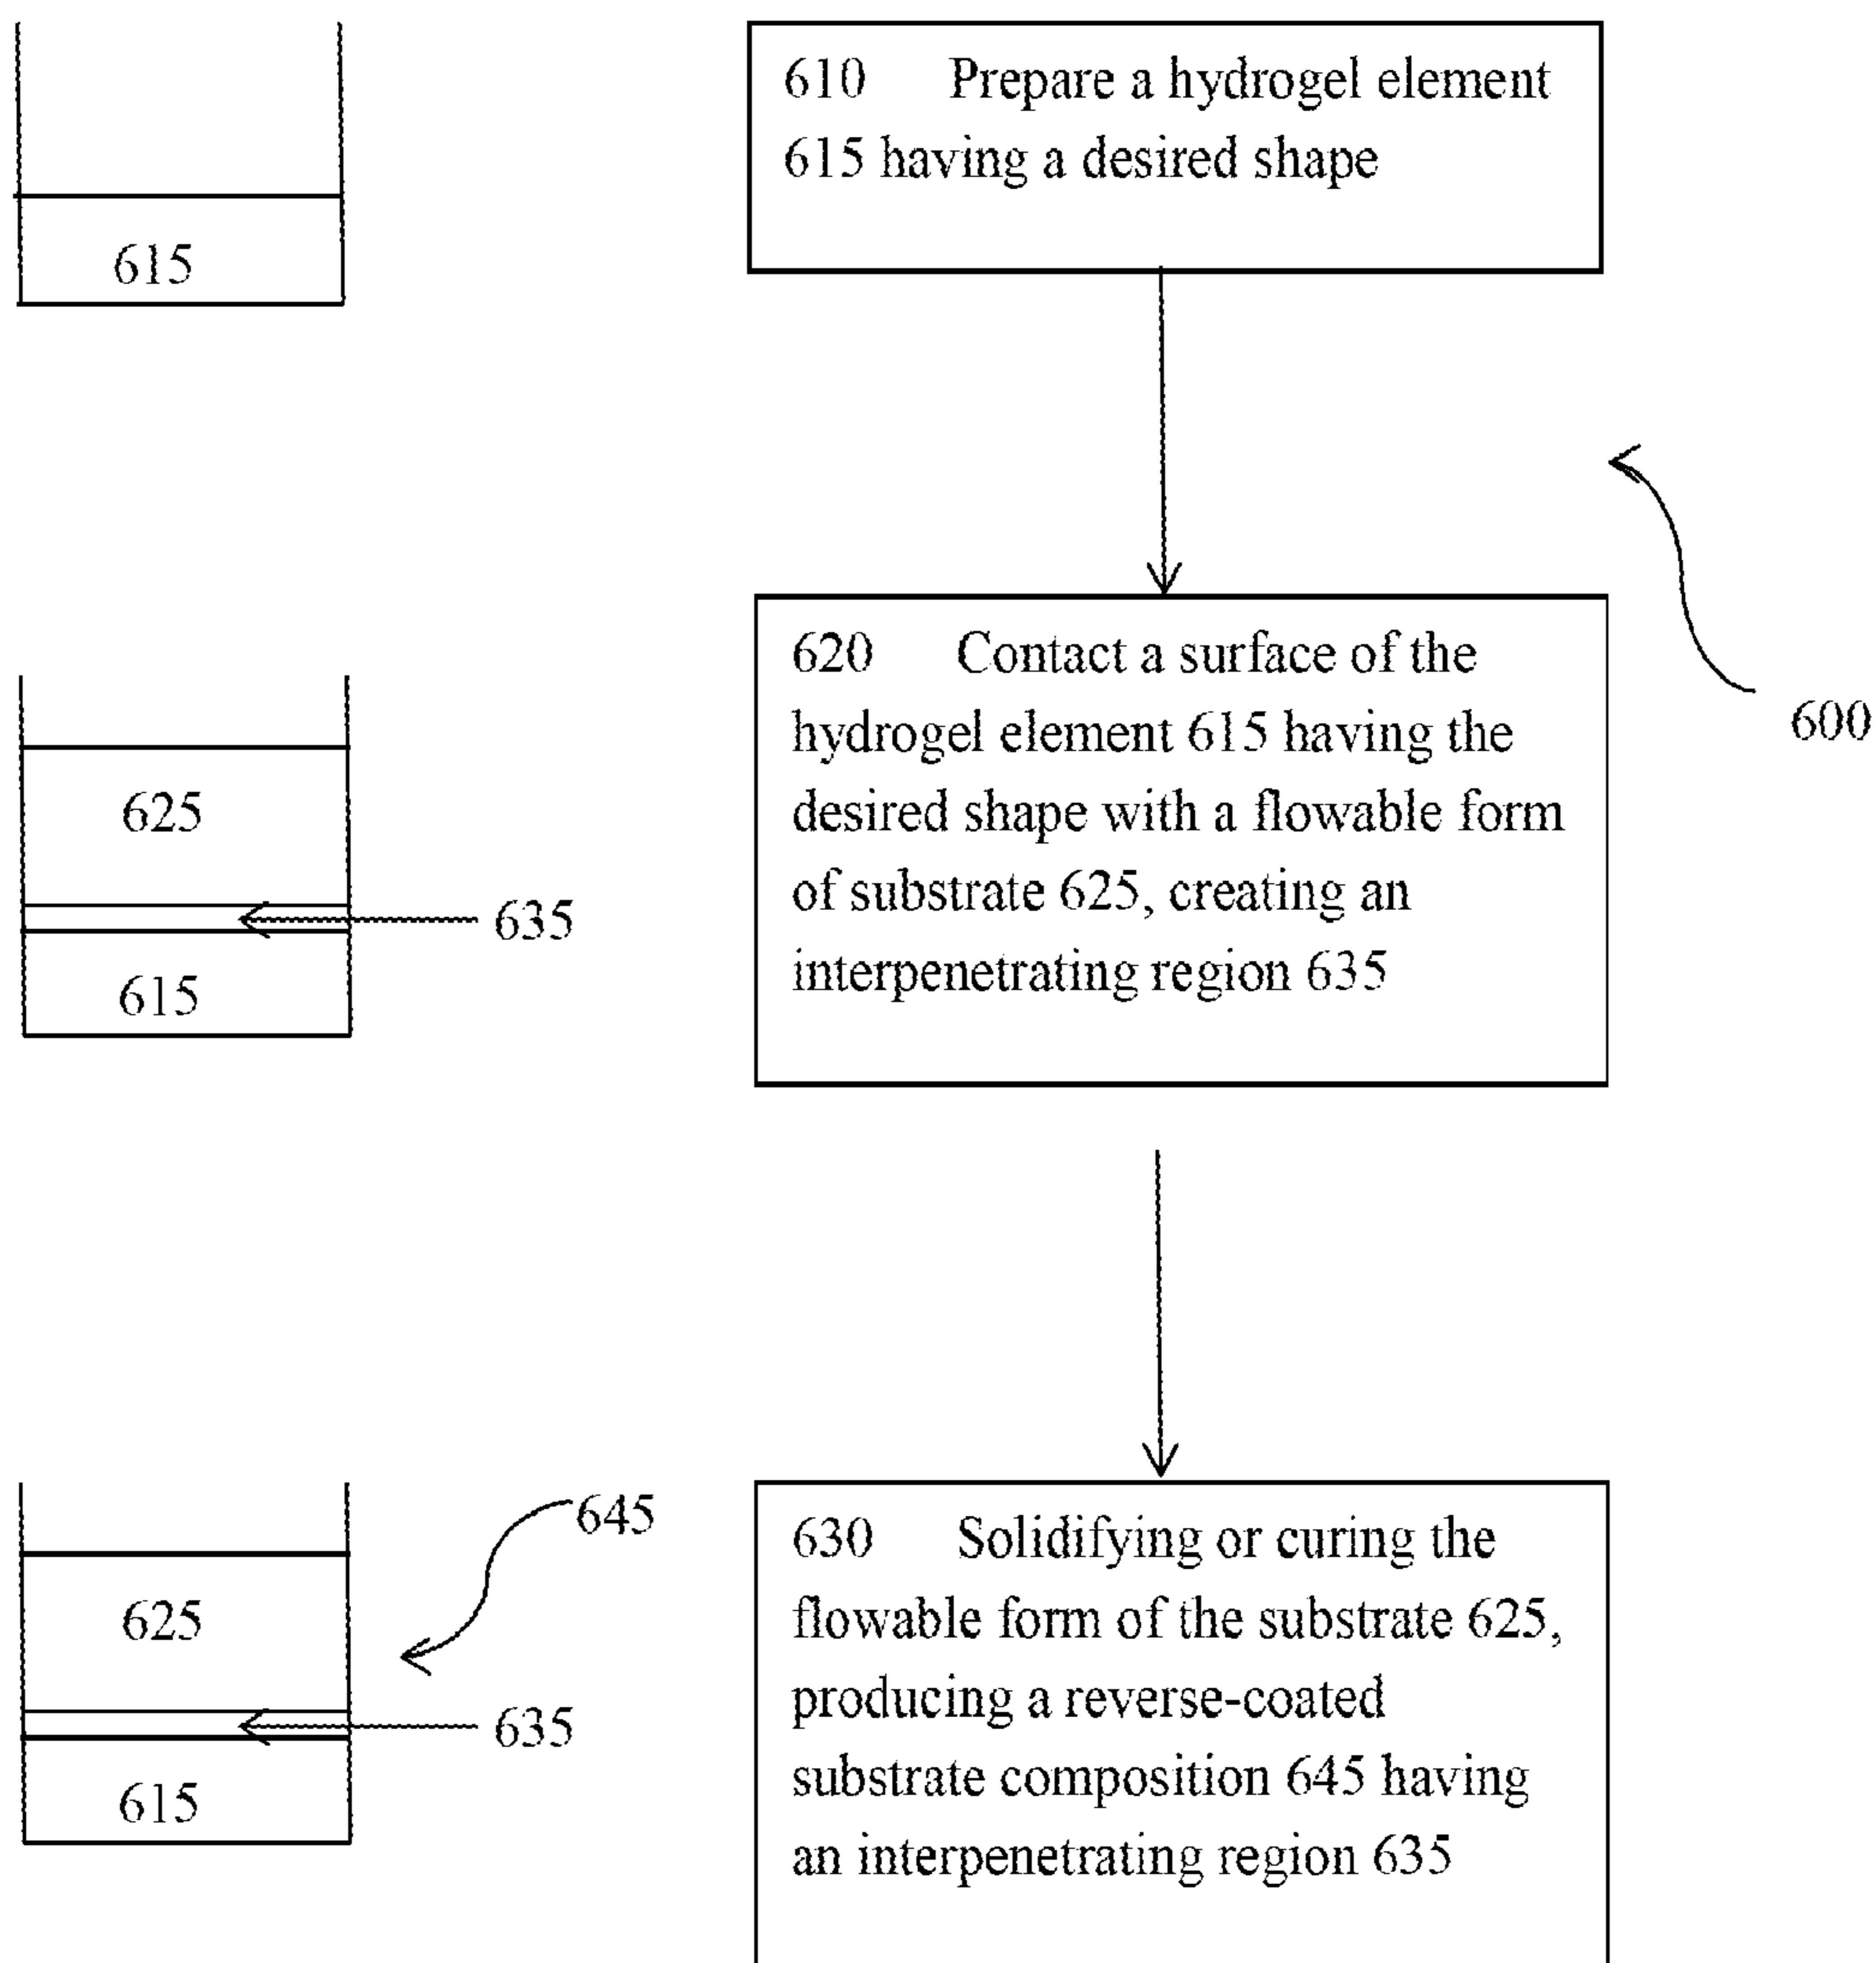 610 Prepare a hydrogel element
615 having a desired shape
615
600
620 Contact a surface of the
hydrogel element 615 having the
desired shape with a flowable form
of substrate 625, creating an
interpenetrating region 635
625
635
615
645
630 Solidifying or curing the
flowable form of the substrate 625,
producing a reverse-coated
substrate composition 645 having
an interpenetrating region 635
625
635
615